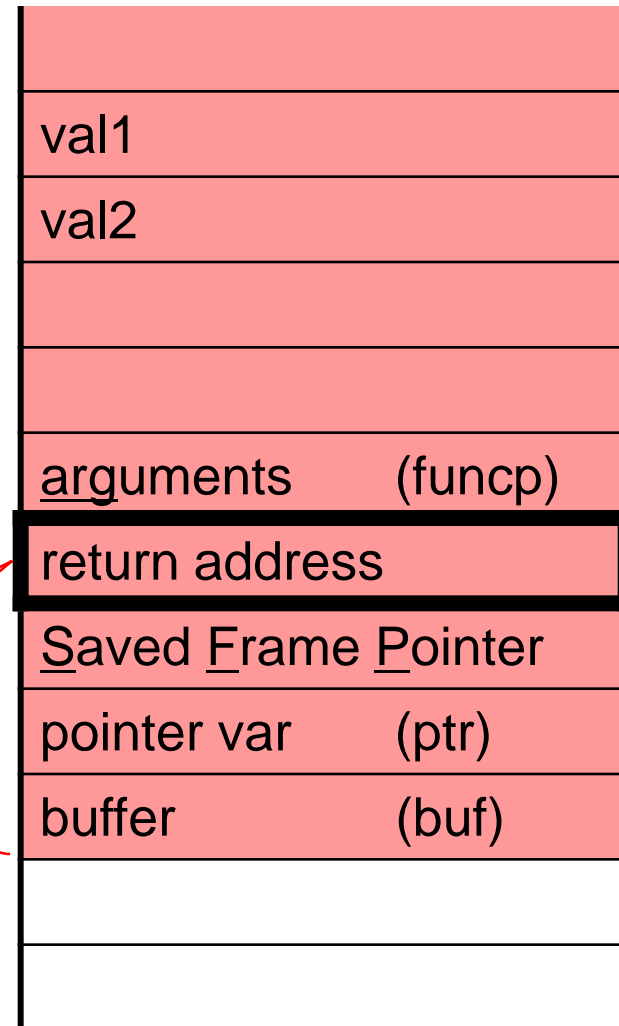 val1
val2
arguments (funcp)
return address
Saved Frame Pointer
pointer var (ptr)
buffer (buf)